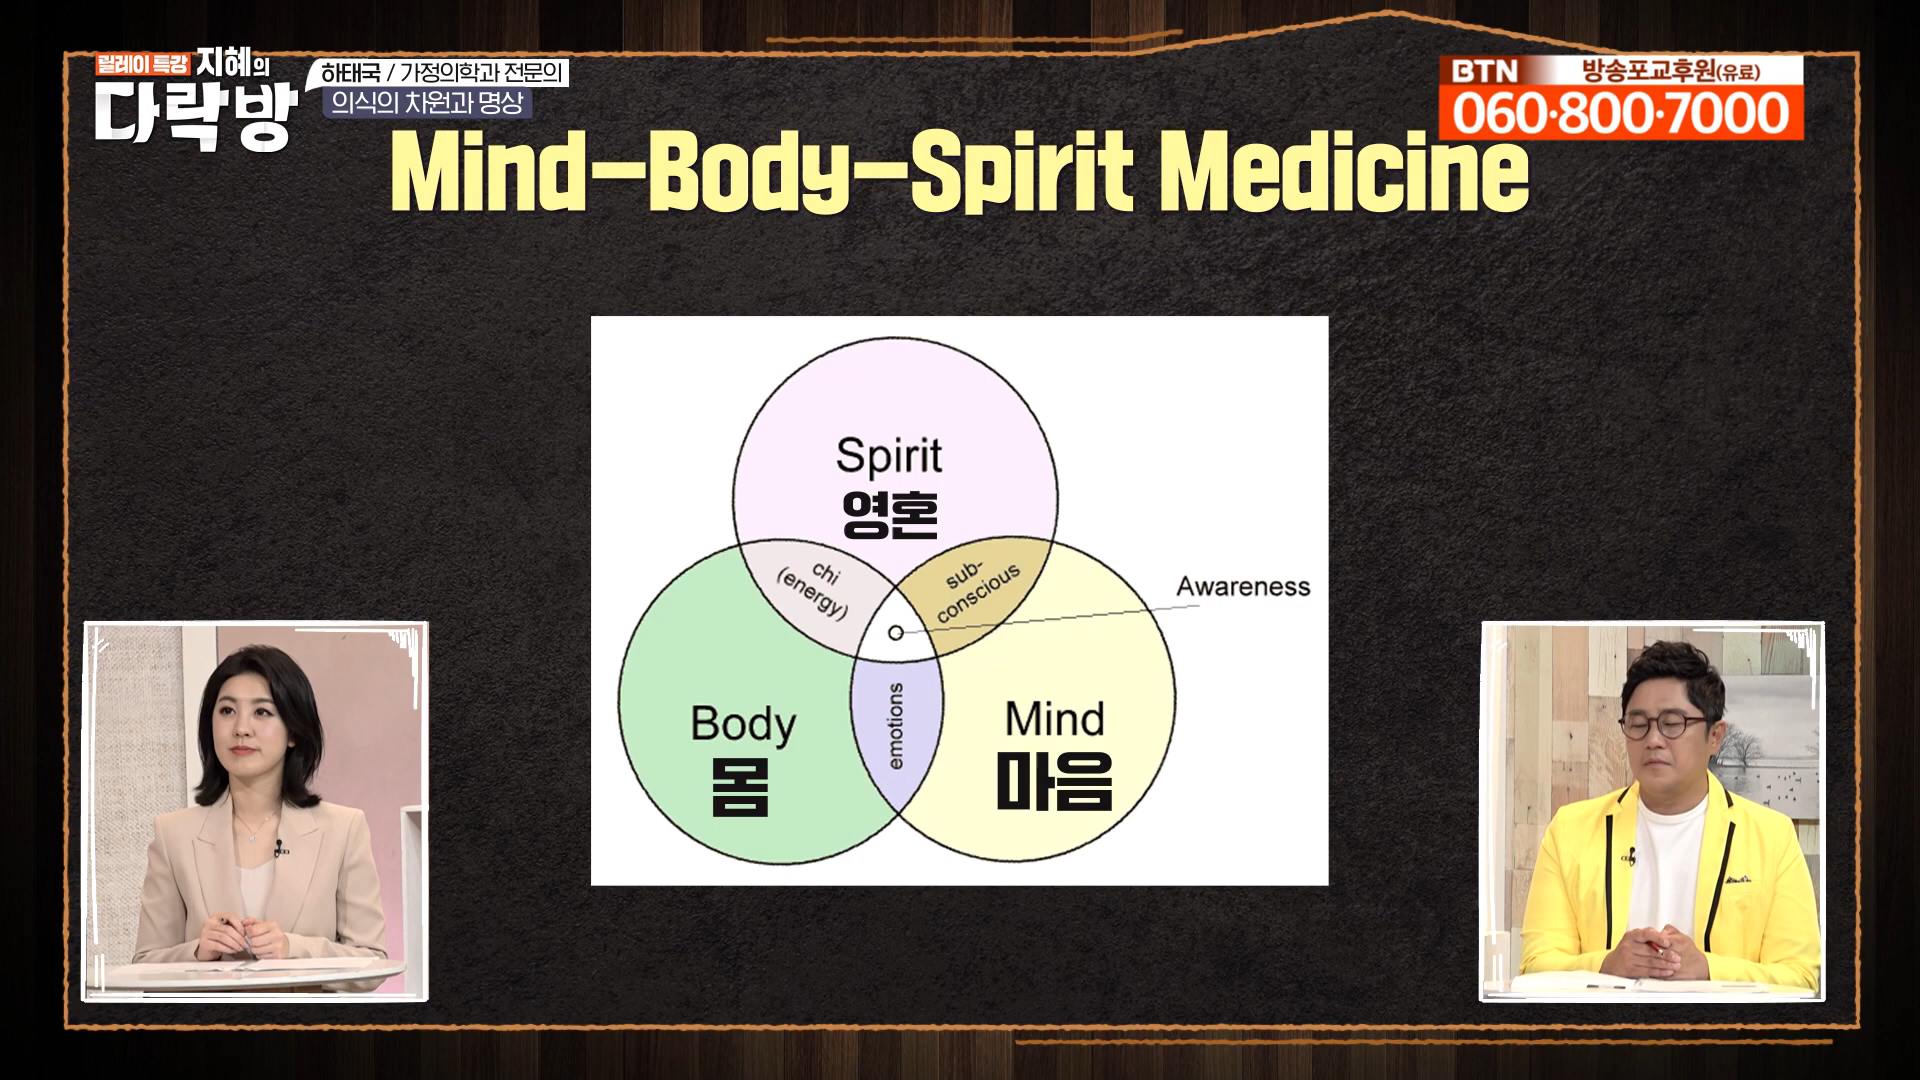 릴레이 특강 지혜의
다락방
하태국 / 가정의학과 전문의
의식의 차원과 명상
BTN 방송포교후원(유료)
060·800·7000
Mind-Body-Spirit Medicine
Spirit
영혼
chi
(energy)
sub-
conscious
Awareness
emotions
Body
몸
Mind
마음